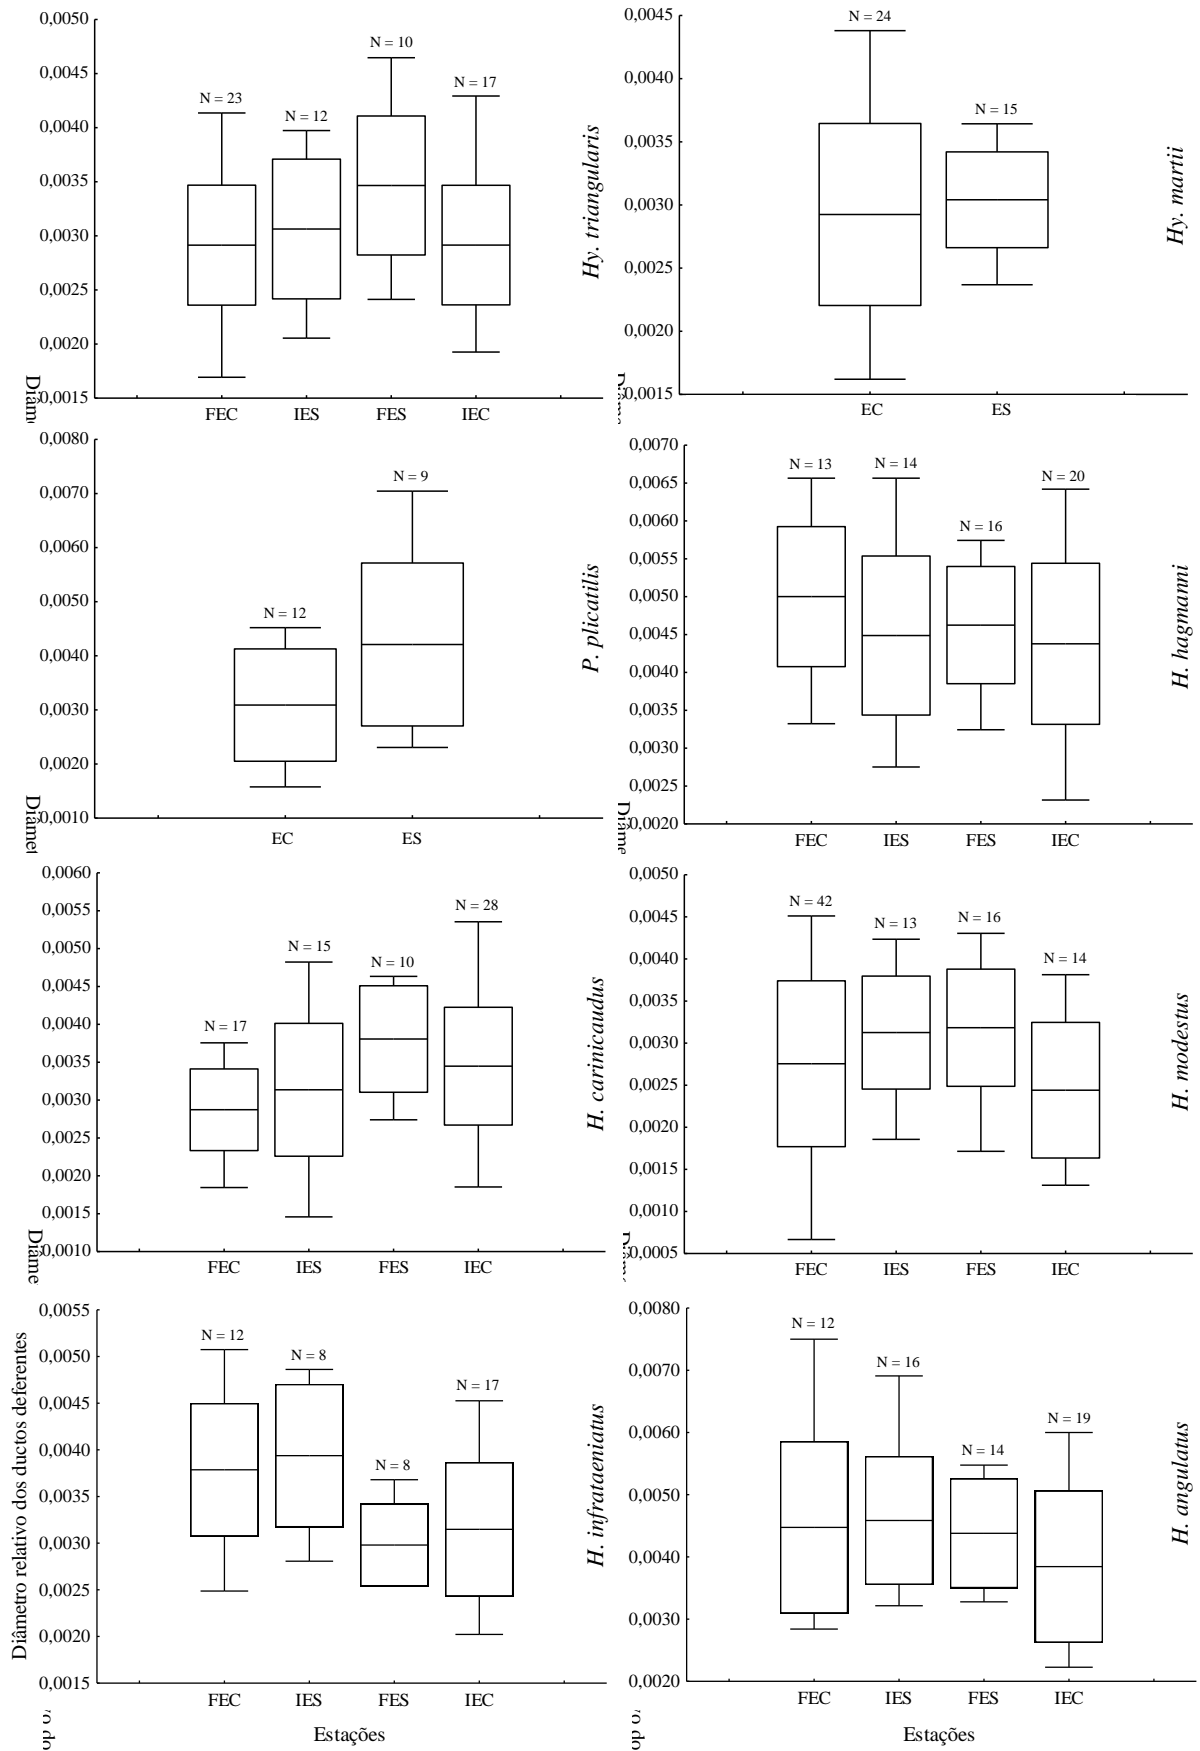 0,0050
0,0045
0,0040
0,0035
0,0030
0,0025
0,0020
0,0015
N = 23
N = 12
N = 10
N = 17
FEC IES FES IEC
Hy. triangularis
0,0045
0,0040
0,0035
0,0030
0,0025
0,0020
0,0015
N = 24
N = 15
EC ES
Hy. martii
0,0080
0,0070
0,0060
0,0050
0,0040
0,0030
0,0020
0,0010
N = 12
N = 9
EC ES
P. plicatilis
0,0070
0,0065
0,0060
0,0055
0,0050
0,0045
0,0040
0,0035
0,0030
0,0025
0,0020
N = 13
N = 14
N = 16
N = 20
FEC IES FES IEC
H. hagmanni
0,0060
0,0055
0,0050
0,0045
0,0040
0,0035
0,0030
0,0025
0,0020
0,0015
0,0010
N = 17
N = 15
N = 10
N = 28
FEC IES FES IEC
H. carinicaudus
0,0050
0,0045
0,0040
0,0035
0,0030
0,0025
0,0020
0,0015
0,0010
0,0005
N = 42
N = 13
N = 16
N = 14
FEC IES FES IEC
H. modestus
Diâmetro relativo dos ductos deferentes
0,0055
0,0050
0,0045
0,0040
0,0035
0,0030
0,0025
0,0020
0,0015
N = 12
N = 8
N = 8
N = 17
FEC IES FES IEC
Estações
H. infrataeniatus
0,0080
0,0070
0,0060
0,0050
0,0040
0,0030
0,0020
N = 12
N = 16
N = 14
N = 19
FEC IES FES IEC
Estações
H. angulatus